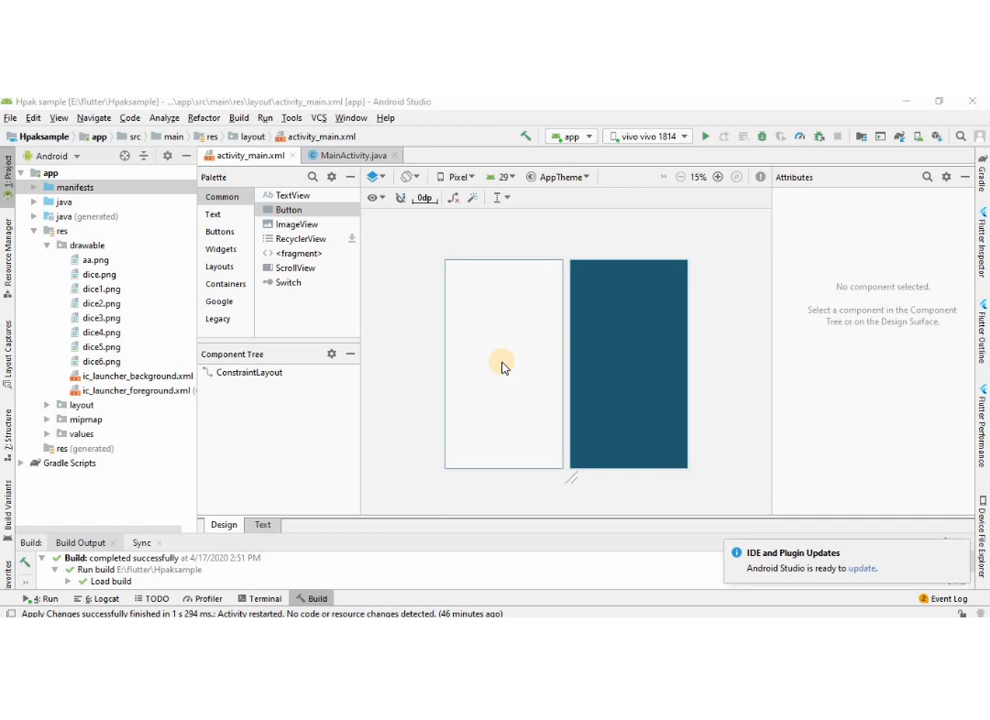 Hpak sample [E:\flutter\Hpaksample] - ...\app\src\main\res\layout\activity_main.xml [app] - Android Studio
File Edit View Navigate Code Analyze Refactor Build Run Tools VCS Window Help
Hpaksample app src main res layout activity_main.xml app vivo vivo 1814
Android activity_main.xml MainActivity.java
1: Project
Resource Manager
Layout Captures
7: Structure
Build Variants
avorites
app
manifests
java
java (generated)
res
drawable
aa.png
dice.png
dice1.png
dice2.png
dice3.png
dice4.png
dice5.png
dice6.png
ic_launcher_background.xml
ic_launcher_foreground.xml (
layout
mipmap
values
res (generated)
Gradle Scripts
Palette
Common
Text
Buttons
Widgets
Layouts
Containers
Google
Legacy
Ab TextView
Button
ImageView
RecyclerView
<> <fragment>
ScrollView
Switch
Component Tree
ConstraintLayout
Pixel 29 AppTheme » 15%
0dp
Attributes
No component selected.
Select a component in the Component
Tree or on the Design Surface.
Gradle
Flutter Inspector
Flutter Outline
Flutter Performance
Device File Explorer
Design Text
Build: Build Output Sync
Build: completed successfully at 4/17/2020 2:51 PM
Run build E:\flutter\Hpaksample
Load build
IDE and Plugin Updates
Android Studio is ready to update.
4: Run 6: Logcat TODO Profiler Terminal Build 2 Event Log
Apply Changes successfully finished in 1 s 294 ms.: Activity restarted. No code or resource changes detected. (46 minutes ago)